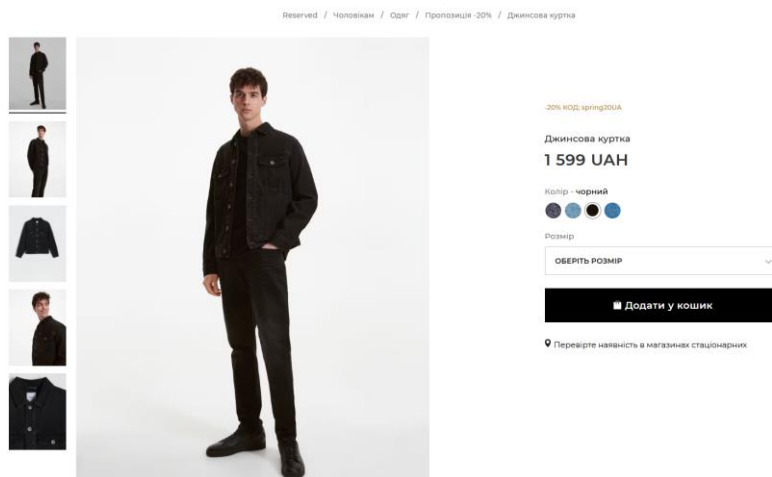 Reserved / Чоловікам / Одяг / Пропозиція -20% / Джинсова куртка
-20% КОД: spring20UA
Джинсова куртка
1 599 UAH
Колір - чорний
Розмір
ОБЕРІТЬ РОЗМІР
Додати у кошик
Перевірте наявність в магазинах стаціонарних